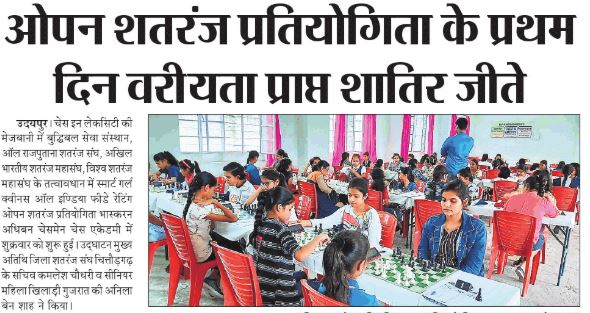 ओपन शतरंज प्रतियोगिता के प्रथम
दिन वरीयता प्राप्त शातिर जीते
उदयपुर। चेस इन लेकसिटी की
मेजबानी में बुद्धिबल सेवा संस्थान,
ऑल राजपुताना शतरंज संघ, अखिल
भारतीय शतरंज महासंघ, विश्व शतरंज
महासंघ के तत्वावधान में स्मार्ट गर्ल
क्वीनस ऑल इण्डिया फीडे रेटिंग
ओपन शतरंज प्रतियोगिता भास्करन
अधिबन चेसमेन चेस एकेडमी में
शुक्रवार को शुरू हुई। उद्घाटन मुख्य
अतिथि जिला शतरंज संघ चित्तौड़गढ़
के सचिव कमलेश चौधरी व सीनियर
महिला खिलाड़ी गुजरात की अनिला
बेन शाह ने किया।